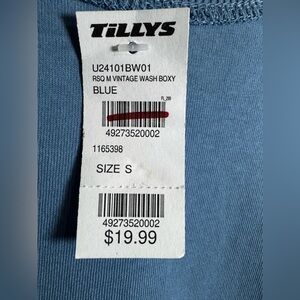 TILLYS
U24101BW01
RSQ M VINTAGE WASH BOXY
BLUE
49273520002
1165398
SIZE S
49273520002
$19.99